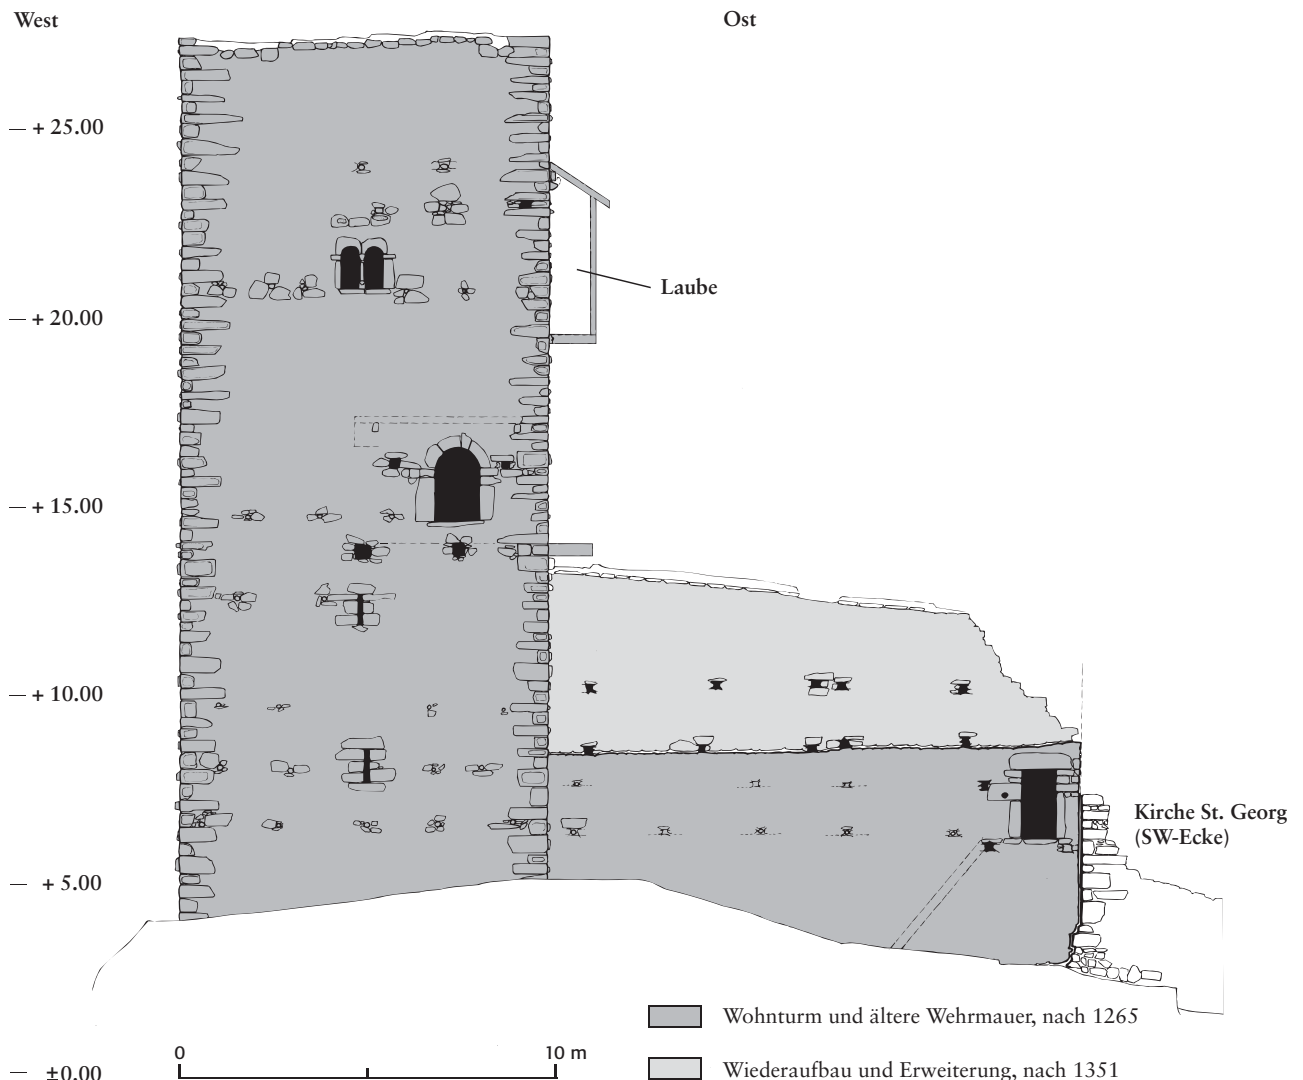 West
Ost
+ 25.00
+ 20.00
Laube
+ 15.00
+ 10.00
Kirche St. Georg
(SW-Ecke)
+ 5.00
Wohnturm und ältere Wehrmauer, nach 1265
0
10 m
Wiederaufbau und Erweiterung, nach 1351
±0.00